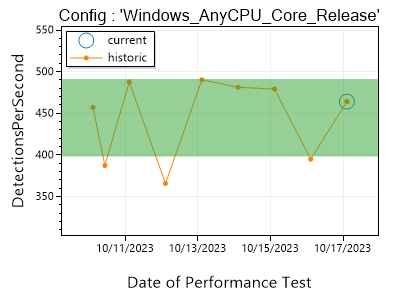 Config : 'Windows_AnyCPU_Core_Release'
current
historic
DetectionsPerSecond
550
500
450
400
350
10/11/2023
10/13/2023
10/15/2023
10/17/2023
Date of Performance Test